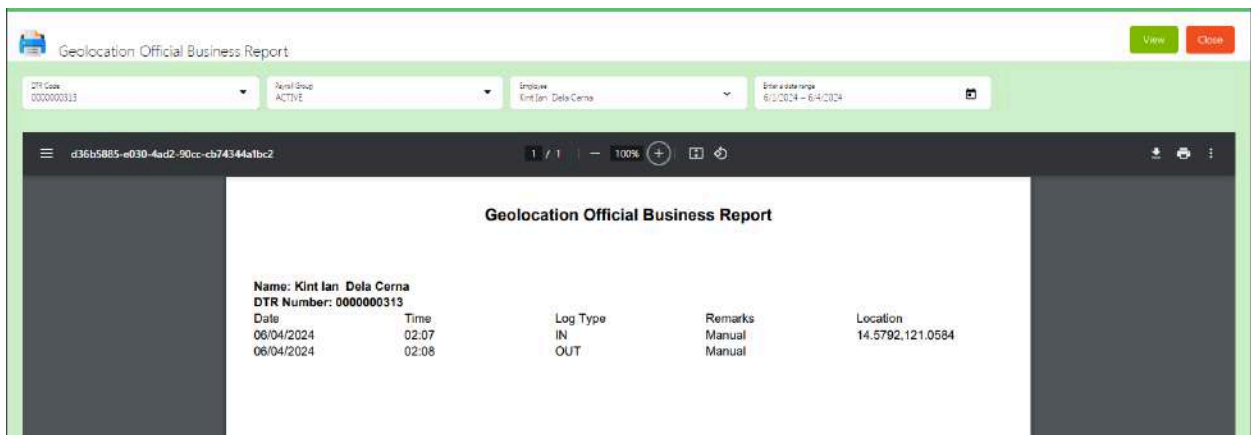 Geolocation Official Business Report
View
Close
DTR Code
0000000313
Payroll Group
ACTIVE
Employee
Kint Ian Dela Cerna
Enter a date range
6/1/2024 – 6/4/2024
d36b5885-e030-4ad2-90cc-cb74344a1bc2
1 / 1
100%
Geolocation Official Business Report
Name: Kint Ian Dela Cerna
DTR Number: 0000000313
Date Time Log Type Remarks Location
06/04/2024 02:07 IN Manual 14.5792,121.0584
06/04/2024 02:08 OUT Manual